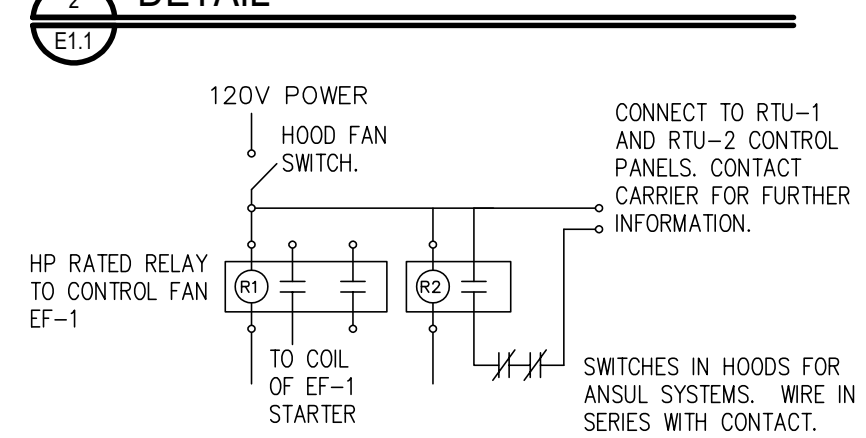 2
DETAIL
E1.1
120V POWER
HOOD FAN
SWITCH.
CONNECT TO RTU-1
AND RTU-2 CONTROL
PANELS. CONTACT
CARRIER FOR FURTHER
INFORMATION.
HP RATED RELAY
TO CONTROL FAN
EF-1
R1
R2
TO COIL
OF EF-1
STARTER
SWITCHES IN HOODS FOR
ANSUL SYSTEMS. WIRE IN
SERIES WITH CONTACT.